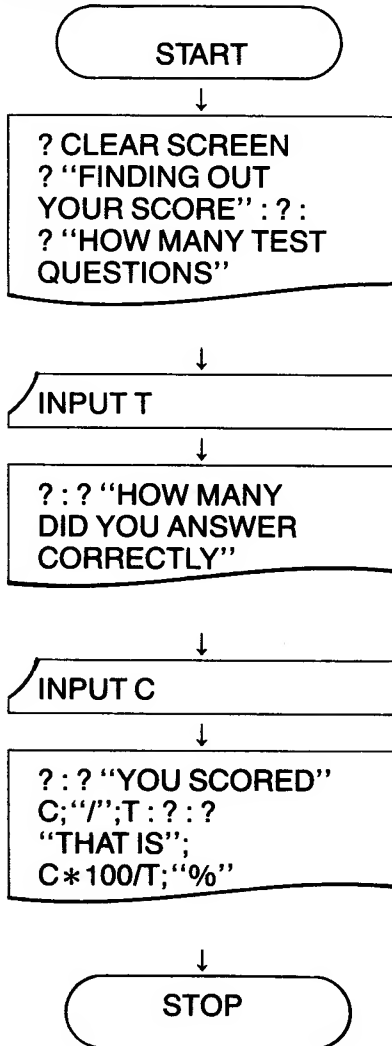 START
? CLEAR SCREEN
? “FINDING OUT
YOUR SCORE” : ? :
? “HOW MANY TEST
QUESTIONS”
INPUT T
? : ? “HOW MANY
DID YOU ANSWER
CORRECTLY”
INPUT C
? : ? “YOU SCORED”
C;“/”;T : ? : ?
“THAT IS”;
C*100/T;“%”
STOP